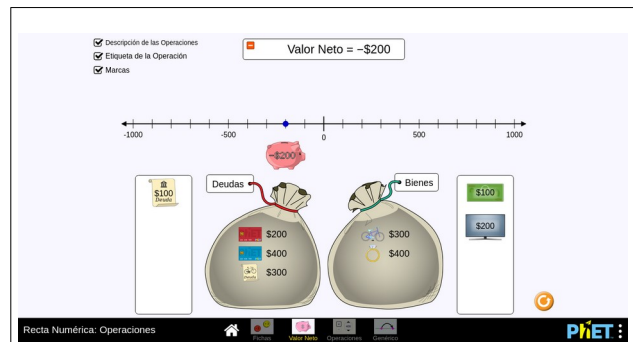 Descripción de las Operaciones
Etiqueta de la Operación
Marcas
Valor Neto = −$200
-1000
-500
0
500
1000
-$200
$100
Deuda
Deudas
$200
$400
$300
Bienes
$300
$400
$100
$200
Recta Numérica: Operaciones
Fichas
Valor Neto
Operaciones
Genérico
PhET